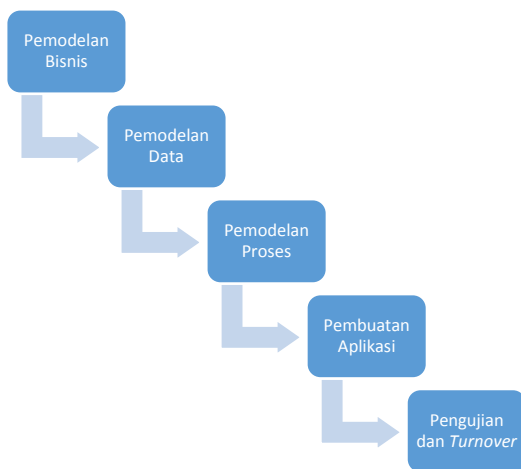 Pemodelan
Bisnis
Pemodelan
Data
Pemodelan
Proses
Pembuatan
Aplikasi
Pengujian
dan Turnover